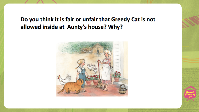 Do you think it is fair or unfair that Greedy Cat is not
allowed inside at Aunty's house? Why?